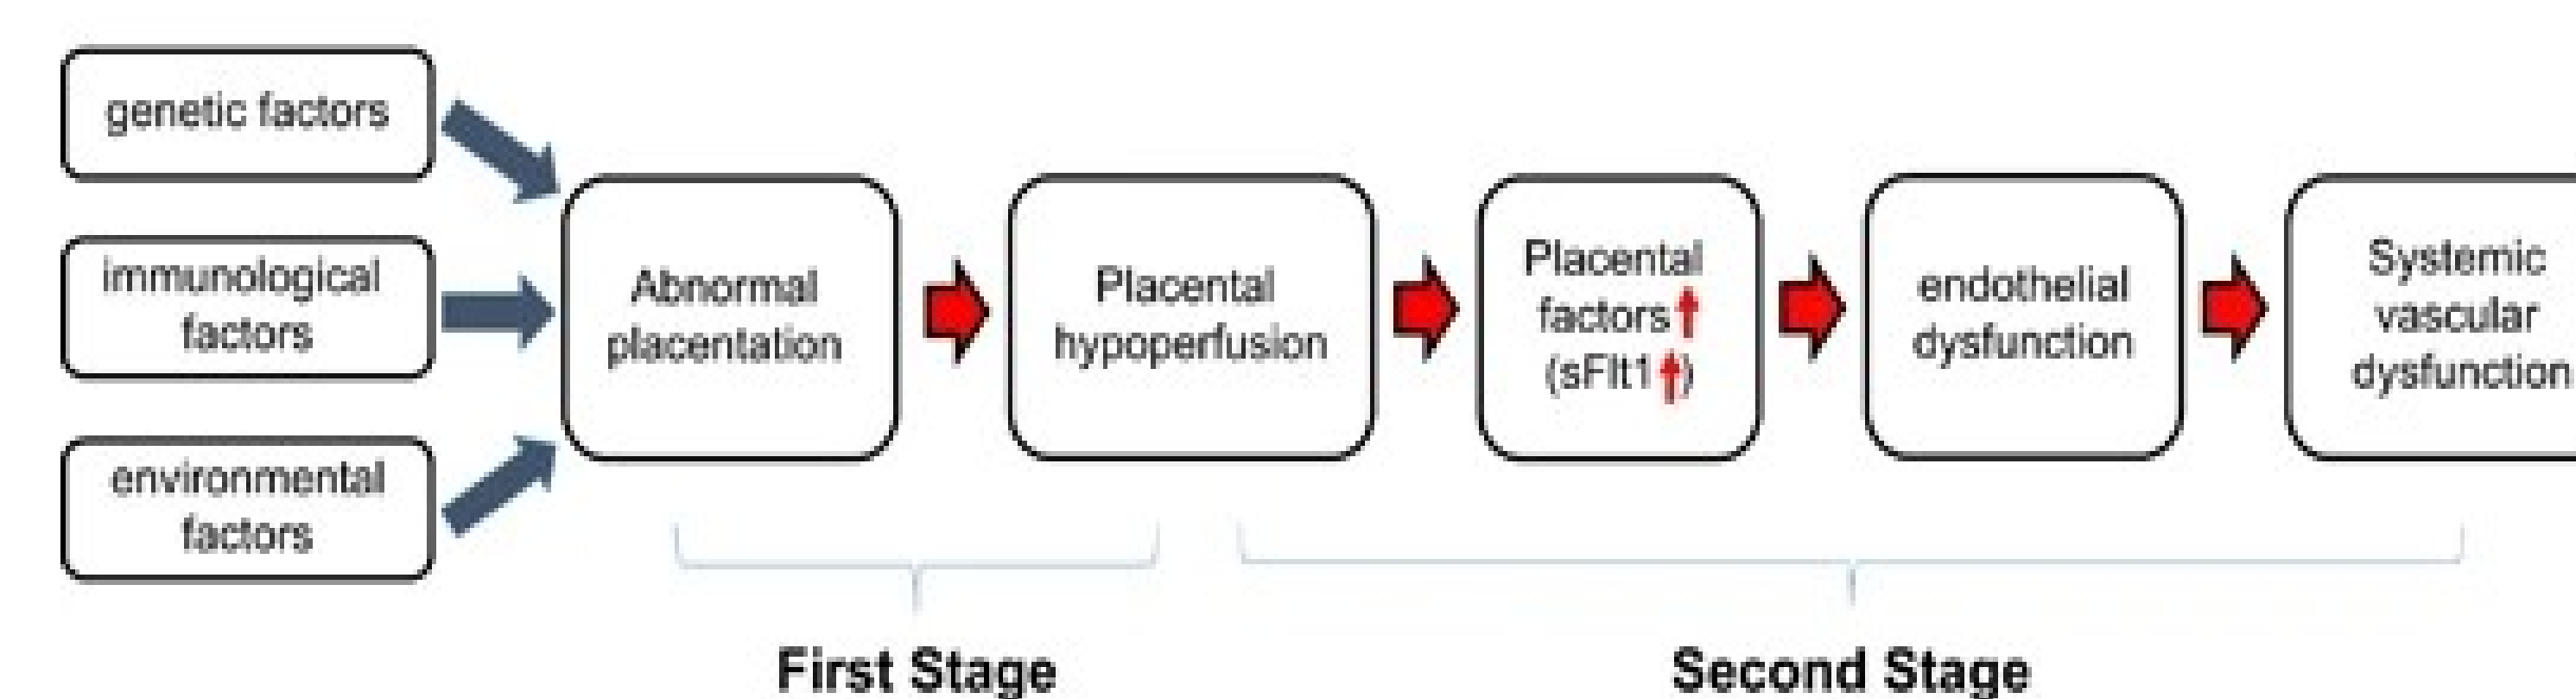 genetic factors
immunological
factors
environmental
factors
Abnormal
placentation
Placental
hypoperfusion
Placental
factors↑
(sFlt1↑)
endothelial
dysfunction
Systemic
vascular
dysfunction
First Stage
Second Stage